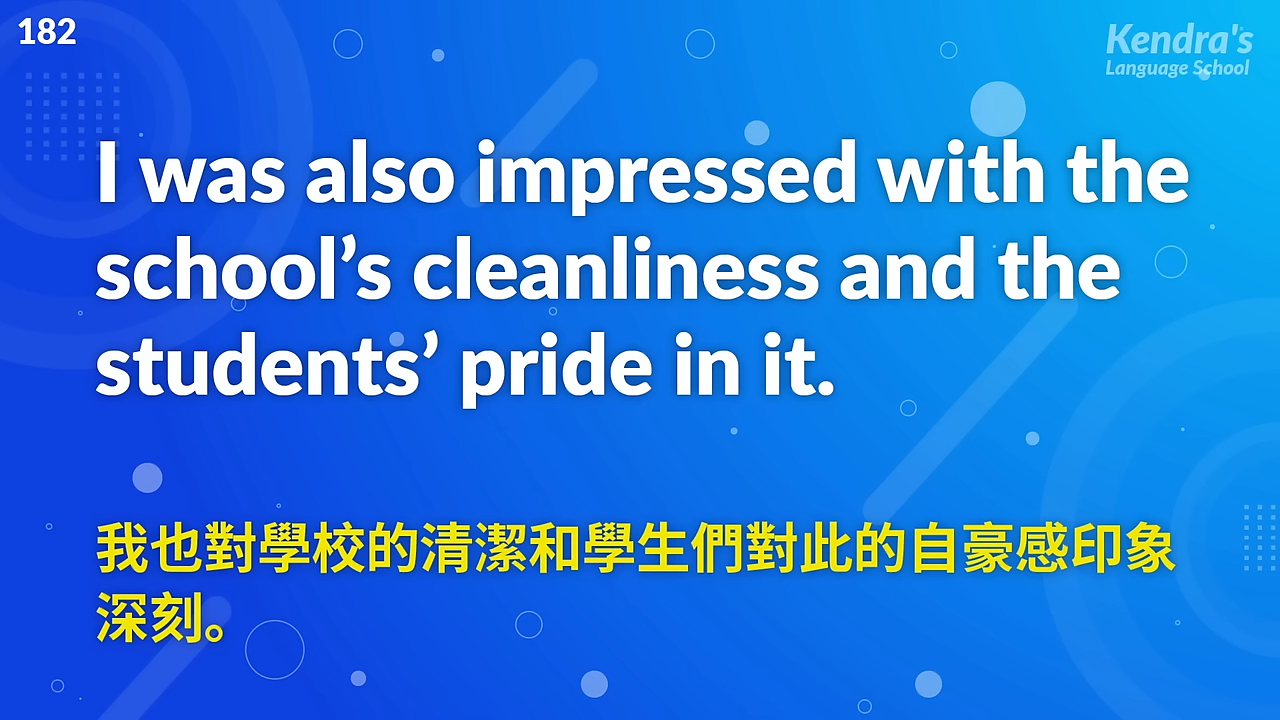 182
Kendra's
Language School
I was also impressed with the
school’s cleanliness and the
students’ pride in it.
我也對學校的清潔和學生們對此的自豪感印象
深刻。